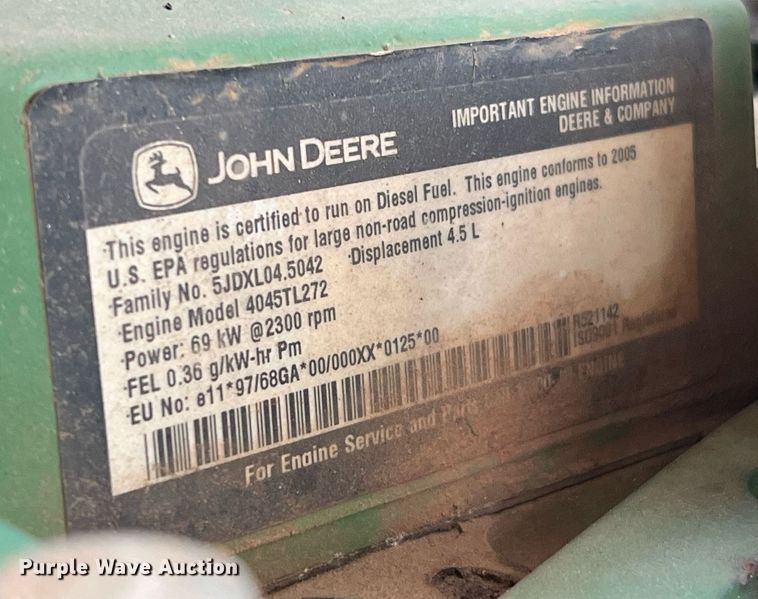 IMPORTANT ENGINE INFORMATION
DEERE & COMPANY
JOHN DEERE
This engine is certified to run on Diesel Fuel. This engine conforms to 2005
U.S. EPA regulations for large non-road compression-ignition engines.
·Family No. 5JDXL04.5042 ·Displacement 4.5 L
·Engine Model 4045TL272
·Power: 69 kW @2300 rpm
·FEL 0.36 g/kW-hr Pm
·EU No: e11*97/68GA*00/000XX*0125*00
R521142
ISO9001 Registered
For Engine Service and Parts
Purple Wave Auction